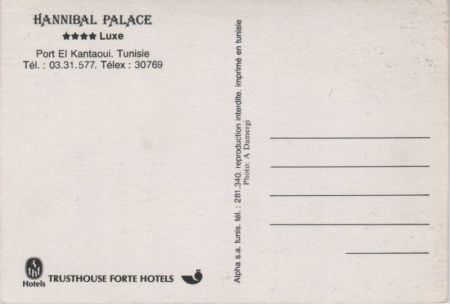 HANNIBAL PALACE
★★★★ Luxe
Port El Kantaoui. Tunisie
Tél. : 03.31.577. Télex : 30769
Alpha s.a. tunis. tél. : 281.340. reproduction interdite. imprimé en tunisie
Photo: A Damergi
thf
Hotels
TRUSTHOUSE FORTE HOTELS